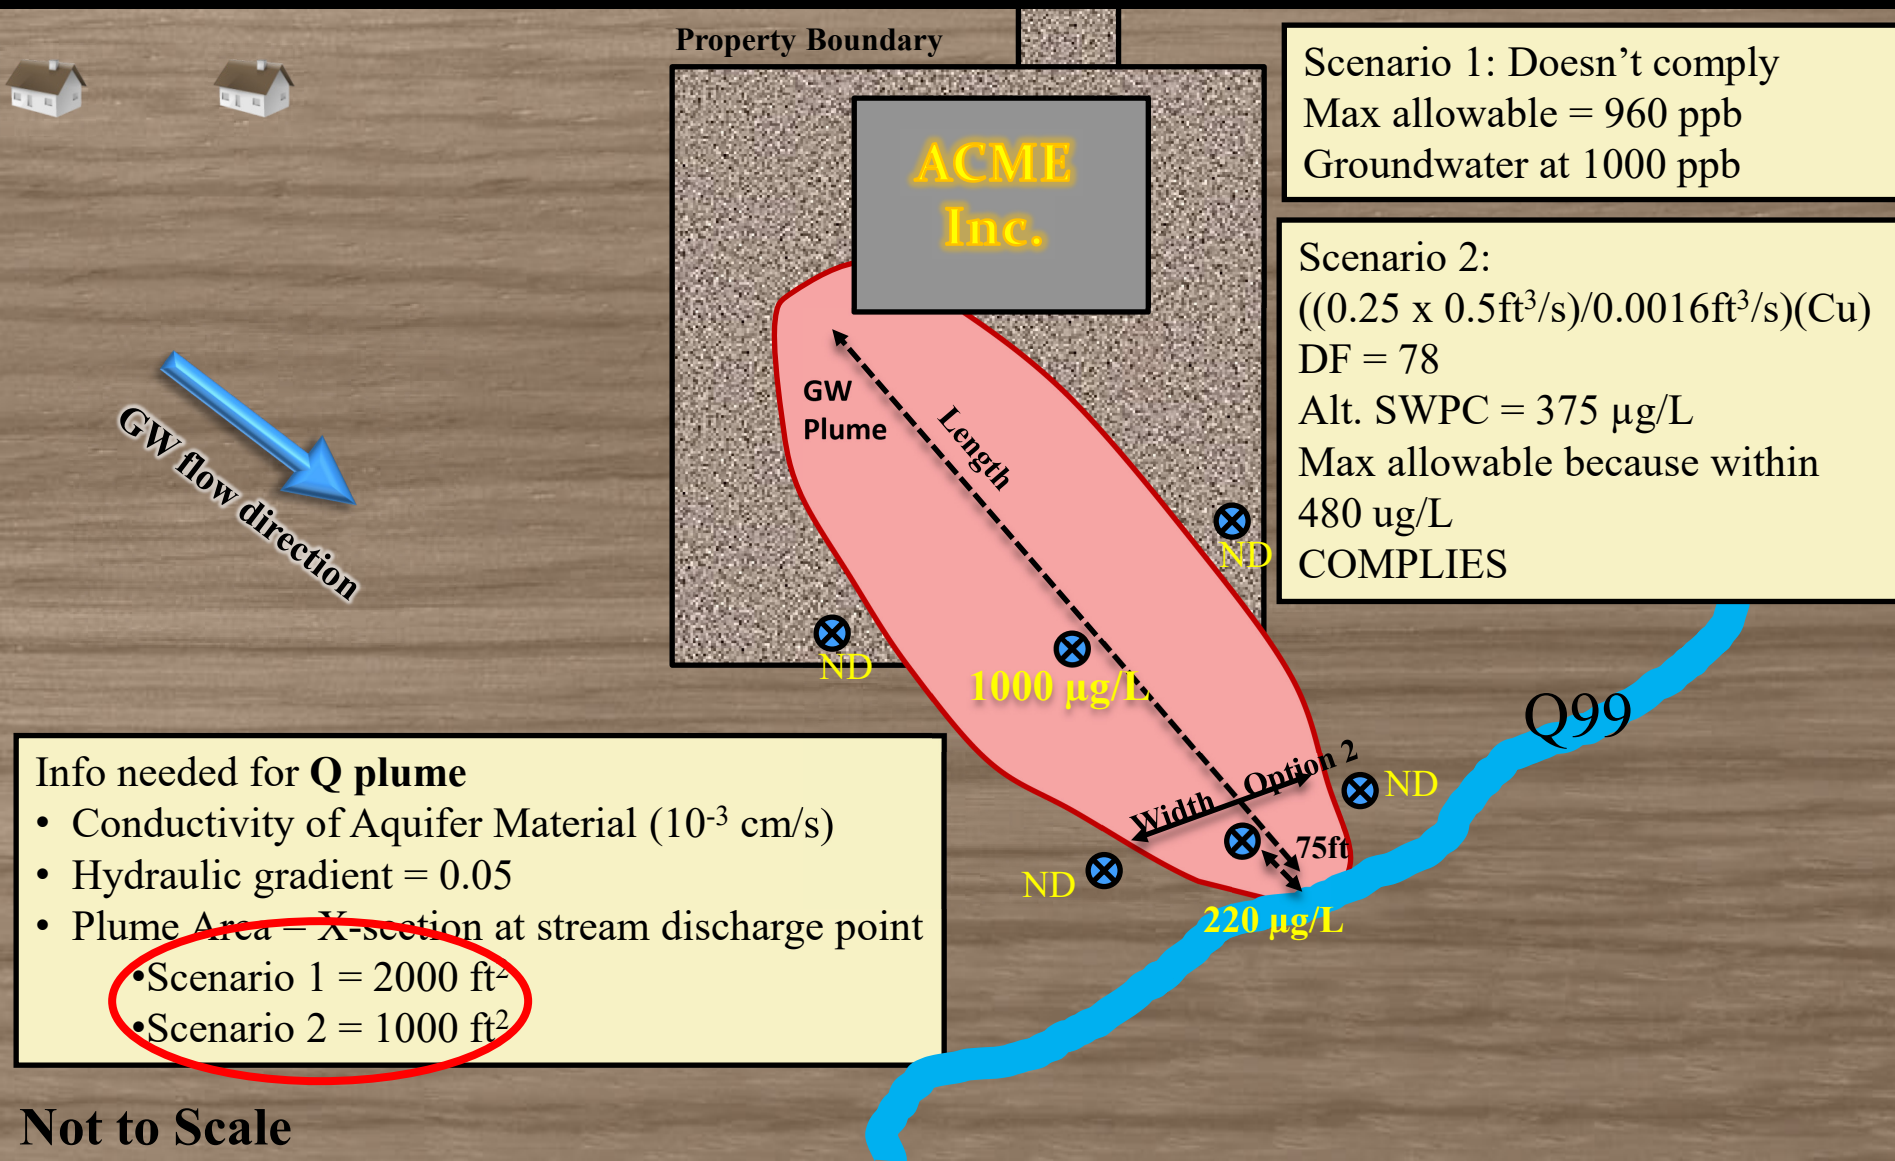 Property Boundary
ACME
Inc.
Scenario 1: Doesn’t comply
Max allowable = 960 ppb
Groundwater at 1000 ppb
Scenario 2:
((0.25 x 0.5ft³/s)/0.0016ft³/s)(Cu)
DF = 78
Alt. SWPC = 375 µg/L
Max allowable because within
480 ug/L
COMPLIES
GW flow direction
GW
Plume
Length
ND
ND
1000 µg/L
Q99
Width Option 2
ND
75ft
ND
220 µg/L
Info needed for Q plume
• Conductivity of Aquifer Material (10⁻³ cm/s)
• Hydraulic gradient = 0.05
• Plume Area = X-section at stream discharge point
•Scenario 1 = 2000 ft²
•Scenario 2 = 1000 ft²
Not to Scale